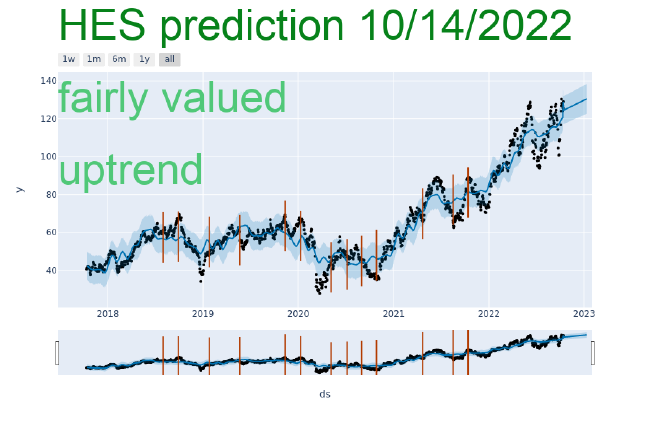 HES prediction 10/14/2022
1w 1m 6m 1y all
fairly valued
uptrend
140
120
100
80
60
40
y
2018 2019 2020 2021 2022 2023
ds